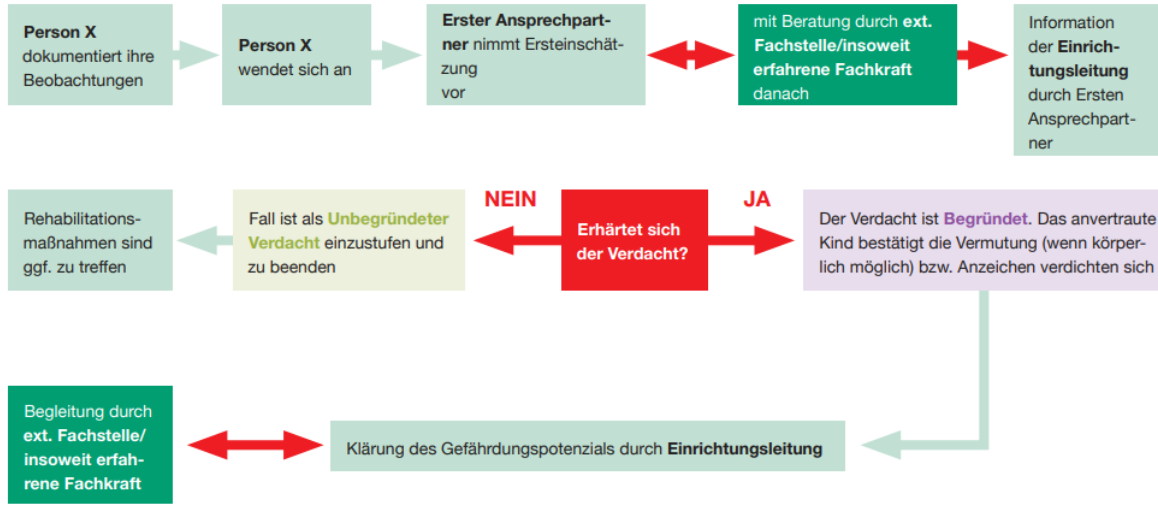 Person X
dokumentiert ihre
Beobachtungen
Person X
wendet sich an
Erster Ansprechpart-
ner nimmt Ersteinschät-
zung
vor
mit Beratung durch ext.
Fachstelle/insoweit
erfahrene Fachkraft
danach
Information
der Einrich-
tungsleitung
durch Ersten
Ansprechpart-
ner
Rehabilitations-
maßnahmen sind
ggf. zu treffen
Fall ist als Unbegründeter
Verdacht einzustufen und
zu beenden
NEIN
Erhärtet sich
der Verdacht?
JA
Der Verdacht ist Begründet. Das anvertraute
Kind bestätigt die Vermutung (wenn körper-
lich möglich) bzw. Anzeichen verdichten sich
Begleitung durch
ext. Fachstelle/
insoweit erfah-
rene Fachkraft
Klärung des Gefährdungspotenzials durch Einrichtungsleitung